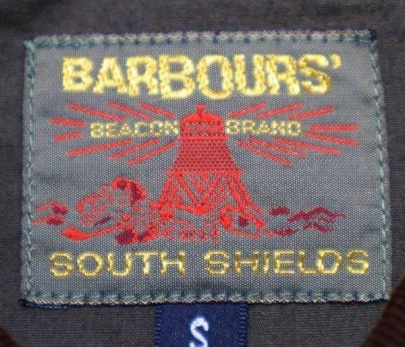 BARBOURS'
BEACON BRAND
SOUTH SHIELDS
S